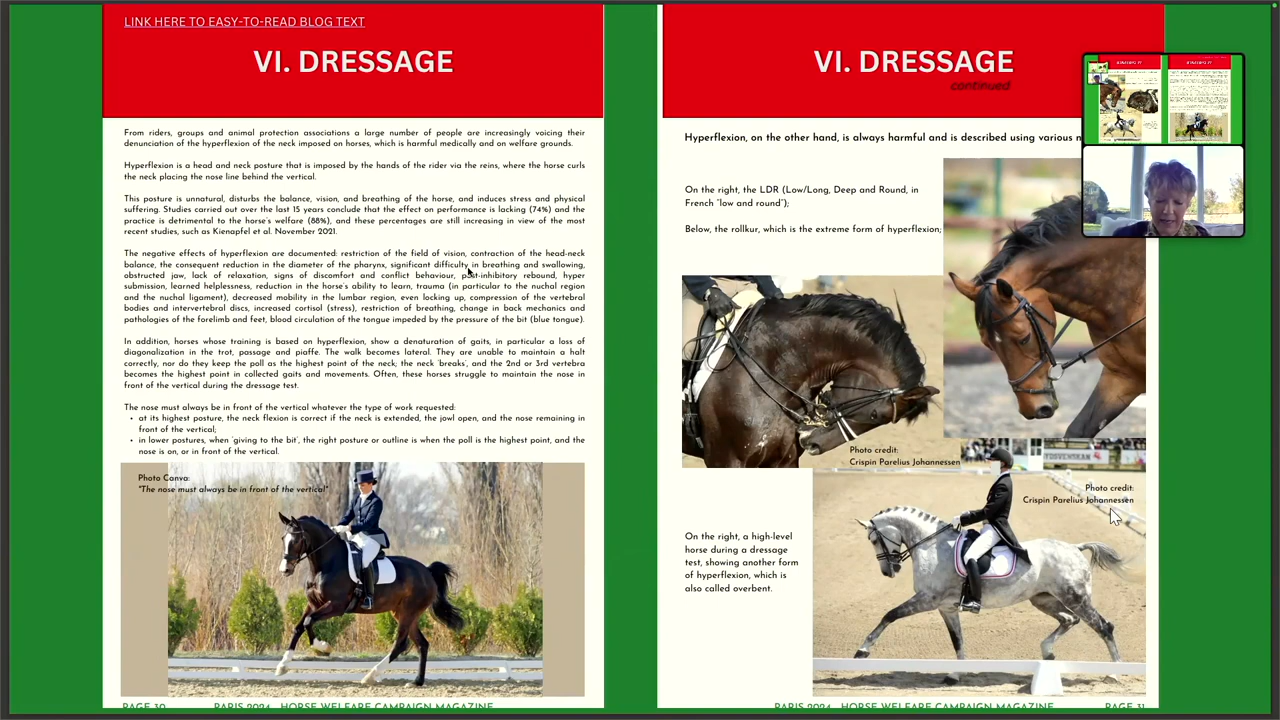 LINK HERE TO EASY-TO-READ BLOG TEXT
VI. DRESSAGE
From riders, groups and animal protection associations a large number of people are increasingly voicing their
denunciation of the hyperflexion of the neck imposed on horses, which is harmful medically and on welfare grounds.
Hyperflexion is a head and neck posture that is imposed by the hands of the rider via the reins, where the horse curls
the neck placing the nose line behind the vertical.
This posture is unnatural, disturbs the balance, vision, and breathing of the horse, and induces stress and physical
suffering. Studies carried out over the last 15 years conclude that the effect on performance is lacking (74%) and the
practice is detrimental to the horse's welfare (88%), and these percentages are still increasing in view of the most
recent studies, such as Kienapfel et al. November 2021.
The negative effects of hyperflexion are documented: restriction of the field of vision, contraction of the head-neck
balance, the consequent reduction in the diameter of the pharynx, significant difficulty in breathing and swallowing,
obstructed jaw, lack of relaxation, signs of discomfort and conflict behaviour, post-inhibitory rebound, hyper
submission, learned helplessness, reduction in the horse's ability to learn, trauma (in particular to the nuchal region
and the nuchal ligament), decreased mobility in the lumbar region, even locking up, compression of the vertebral
bodies and intervertebral discs, increased cortisol (stress), restriction of breathing, change in back mechanics and
pathologies of the forelimb and feet, blood circulation of the tongue impeded by the pressure of the bit (blue tongue).
In addition, horses whose training is based on hyperflexion, show a denaturation of gaits, in particular a loss of
diagonalization in the trot, passage and piaffe. The walk becomes lateral. They are unable to maintain a halt
correctly, nor do they keep the poll as the highest point of the neck; the neck 'breaks', and the 2nd or 3rd vertebra
becomes the highest point in collected gaits and movements. Often, these horses struggle to maintain the nose in
front of the vertical during the dressage test.
The nose must always be in front of the vertical whatever the type of work requested:
• at its highest posture, the neck flexion is correct if the neck is extended, the jowl open, and the nose remaining in
front of the vertical;
• in lower postures, when 'giving to the bit', the right posture or outline is when the poll is the highest point, and the
nose is on, or in front of the vertical.
Photo Canva:
"The nose must always be in front of the vertical"
PAGE 30 PARIS 2024 HORSE WELFARE CAMPAIGN MAGAZINE
VI. DRESSAGE
continued
Hyperflexion, on the other hand, is always harmful and is described using various
On the right, the LDR (Low/Long, Deep and Round, in
French "low and round");
Below, the rollkur, which is the extreme form of hyperflexion;
Photo credit:
Crispin Parelius Johannessen
Photo credit:
Crispin Parelius Johannessen
On the right, a high-level
horse during a dressage
test, showing another form
of hyperflexion, which is
also called overbent.
PARIS 2024 HORSE WELFARE CAMPAIGN MAGAZINE PAGE 31